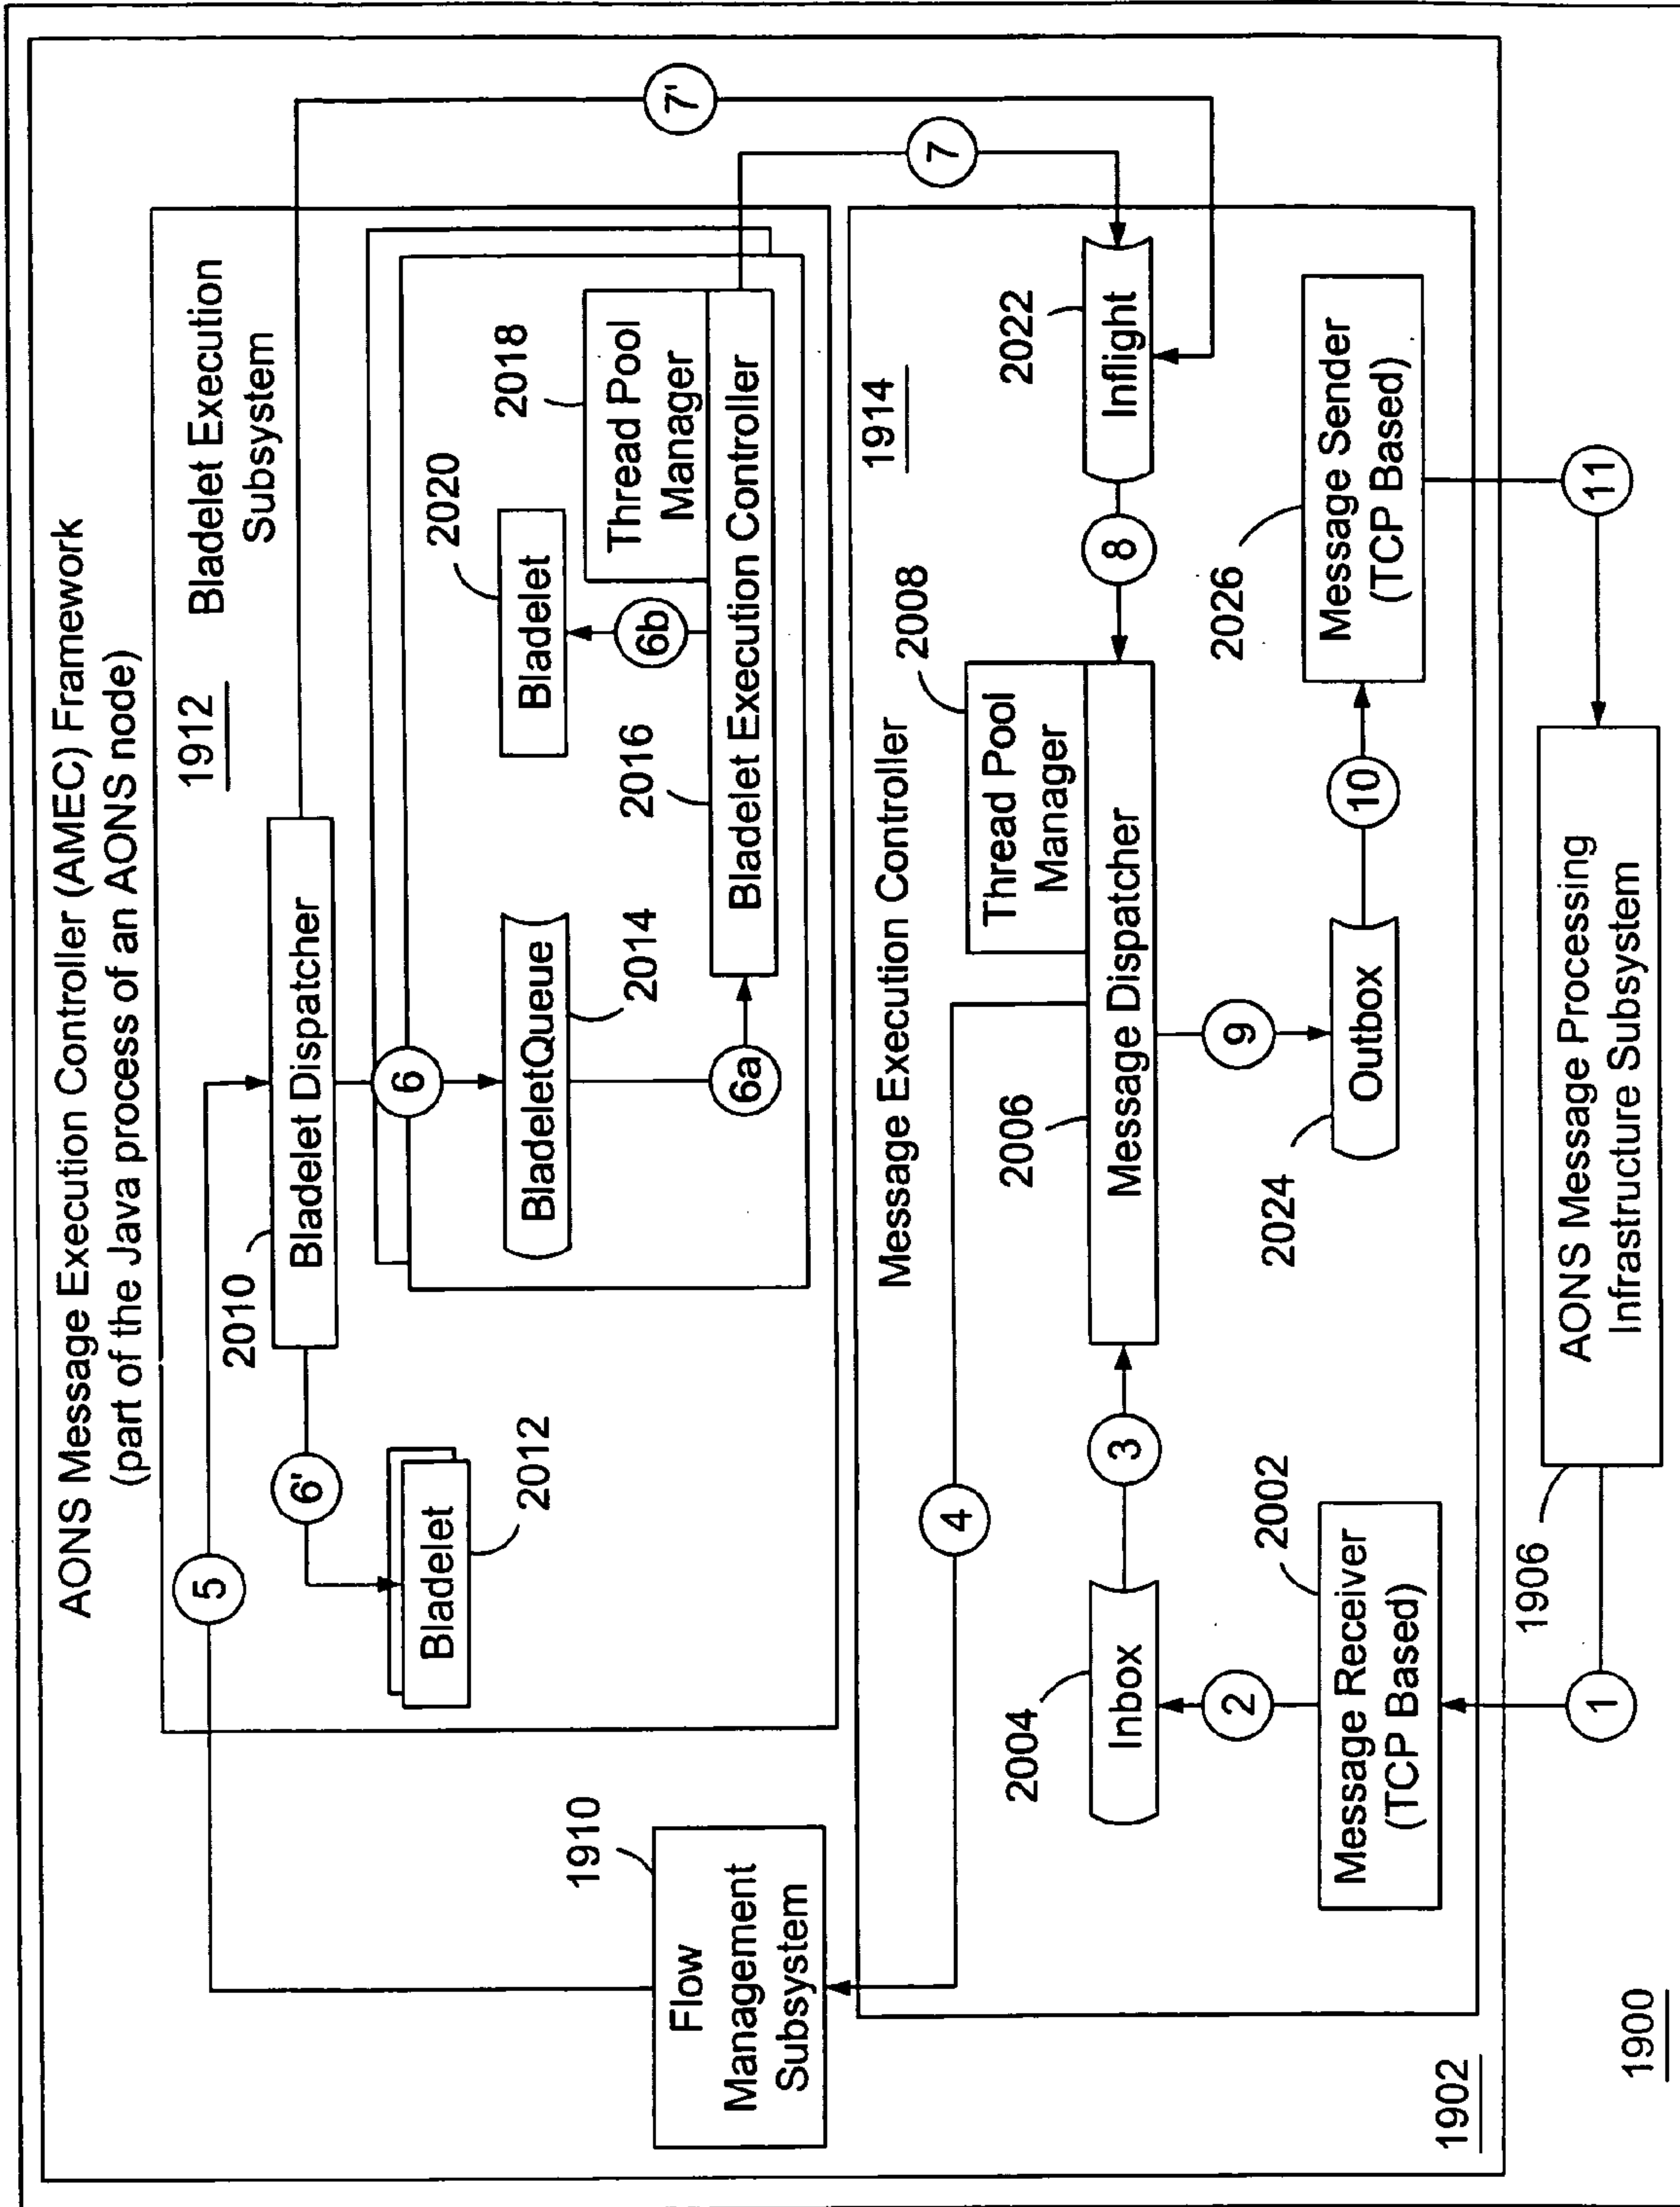 AONS Message Execution Controller (AMEC) Framework
(part of the Java process of an AONS node)
5
1912
Bladelet Execution
Subsystem
2010
Bladelet Dispatcher
6'
Bladelet
2012
6
BladeletQueue
2014
6a
2020
Bladelet
6b
2018
Thread Pool
Manager
2016
Bladelet Execution Controller
7'
7
1910
Flow
Management
Subsystem
Message Execution Controller
1914
4
2008
Thread Pool
Manager
2006
Message Dispatcher
2022
Inflight
8
3
2004
Inbox
2
2002
Message Receiver
(TCP Based)
9
2024
Outbox
10
2026
Message Sender
(TCP Based)
1902
1
1906
AONS Message Processing
Infrastructure Subsystem
11
1900